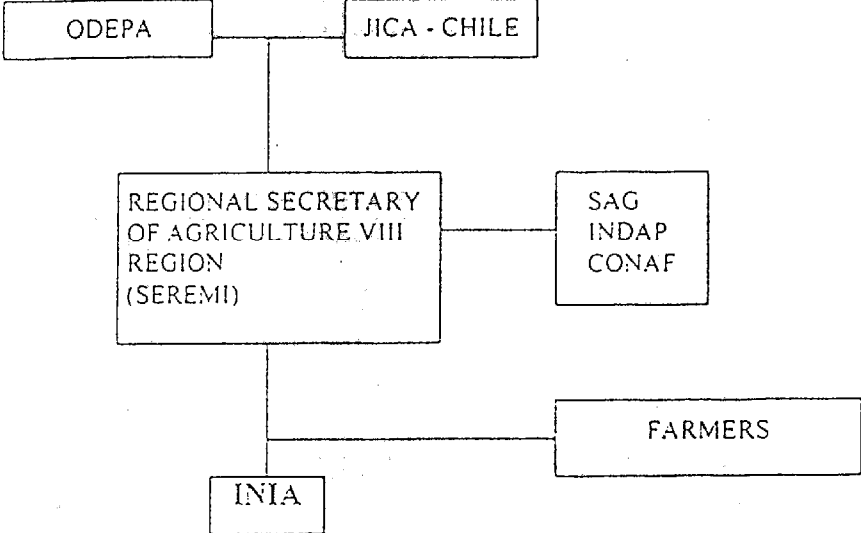 ODEPA
JICA - CHILE
REGIONAL SECRETARY
OF AGRICULTURE VIII
REGION
(SEREMI)
SAG
INDAP
CONAF
FARMERS
INIA